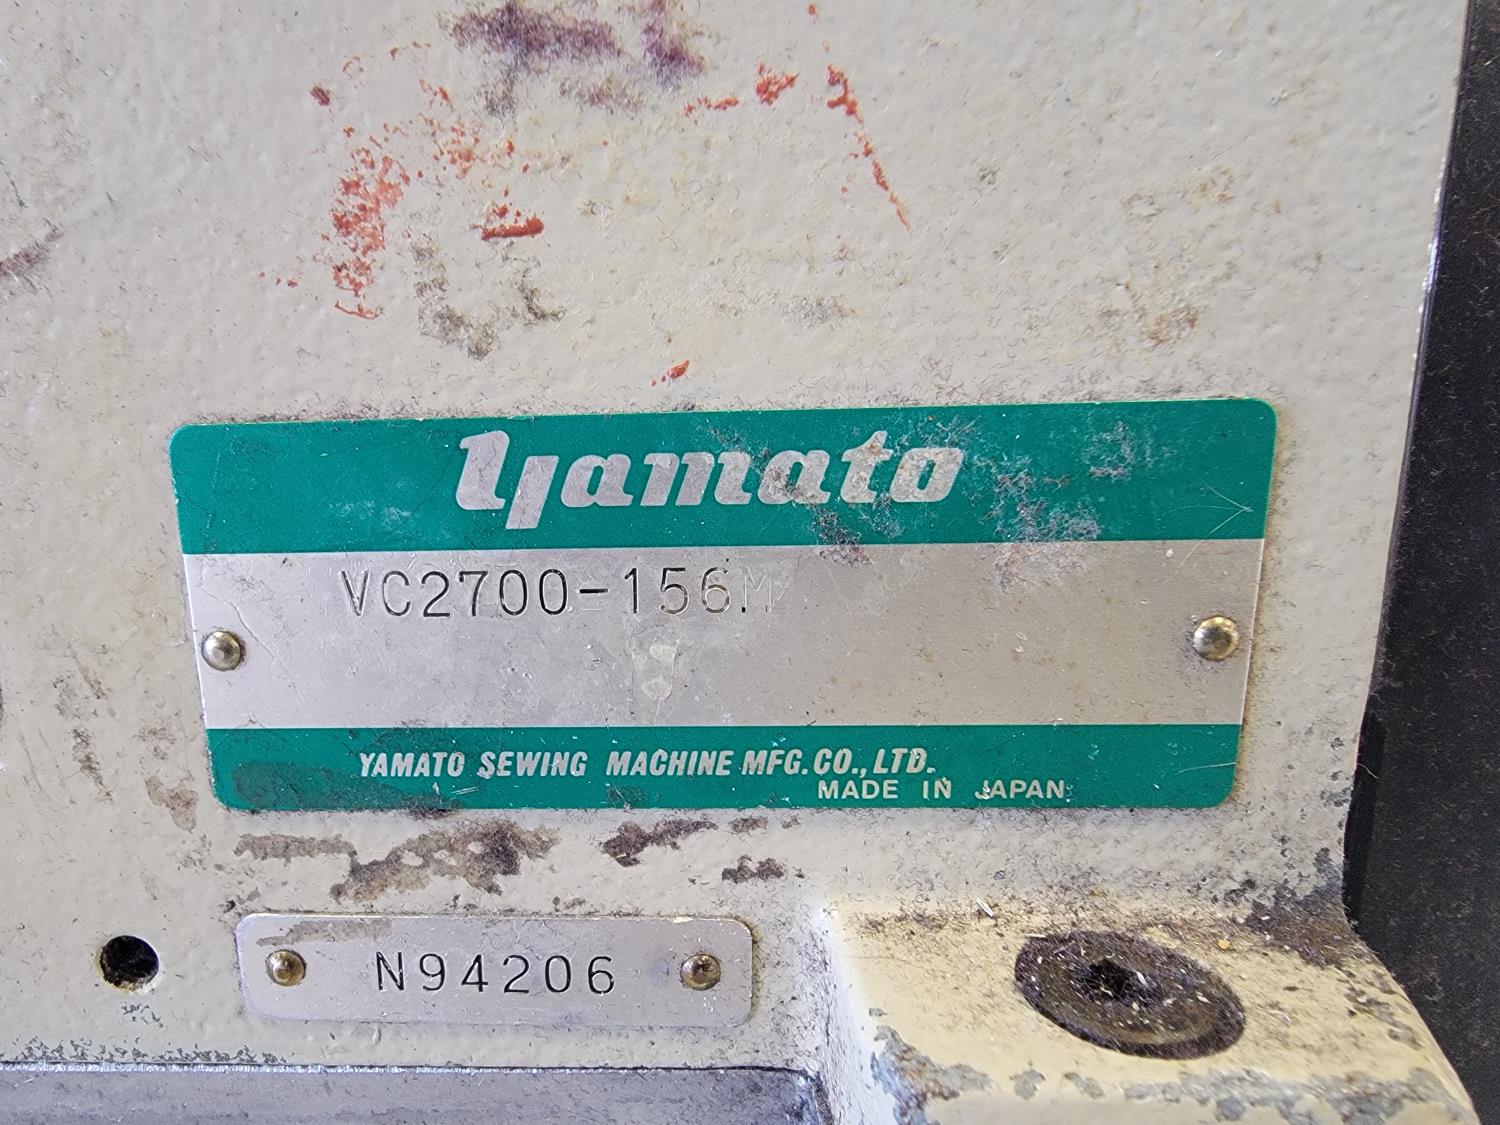 yamato
VC2700-156M
YAMATO SEWING MACHINE MFG. CO., LTD.
MADE IN JAPAN
N94206